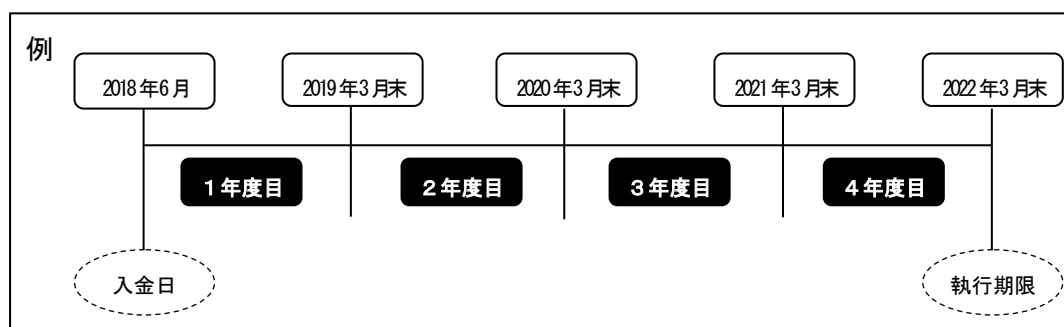 例
2018年6月
2019年3月末
2020年3月末
2021年3月末
2022年3月末
1年度目
2年度目
3年度目
4年度目
入金日
執行期限